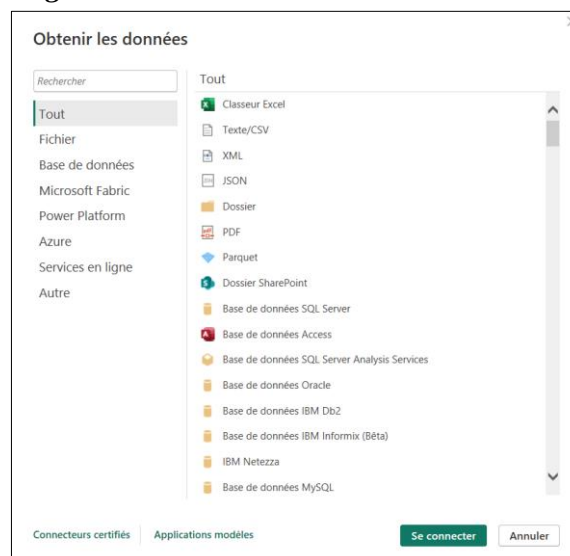 Obtenir les données
Rechercher
Tout
Fichier
Base de données
Microsoft Fabric
Power Platform
Azure
Services en ligne
Autre
Tout
Classeur Excel
Texte/CSV
XML
JSON
Dossier
PDF
Parquet
Dossier SharePoint
Base de données SQL Server
Base de données Access
Base de données SQL Server Analysis Services
Base de données Oracle
Base de données IBM Db2
Base de données IBM Informix (Bêta)
IBM Netezza
Base de données MySQL
Connecteurs certifiés Applications modèles Se connecter Annuler